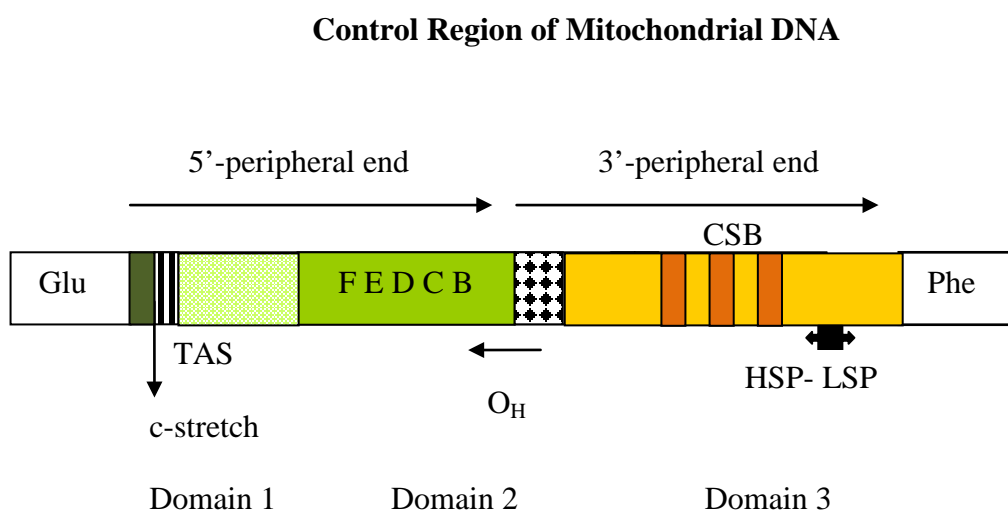 Control Region of Mitochondrial DNA
5’-peripheral end 3’-peripheral end
CSB
Glu F E D C B Phe
TAS
HSP- LSP
OH
c-stretch
Domain 1 Domain 2 Domain 3